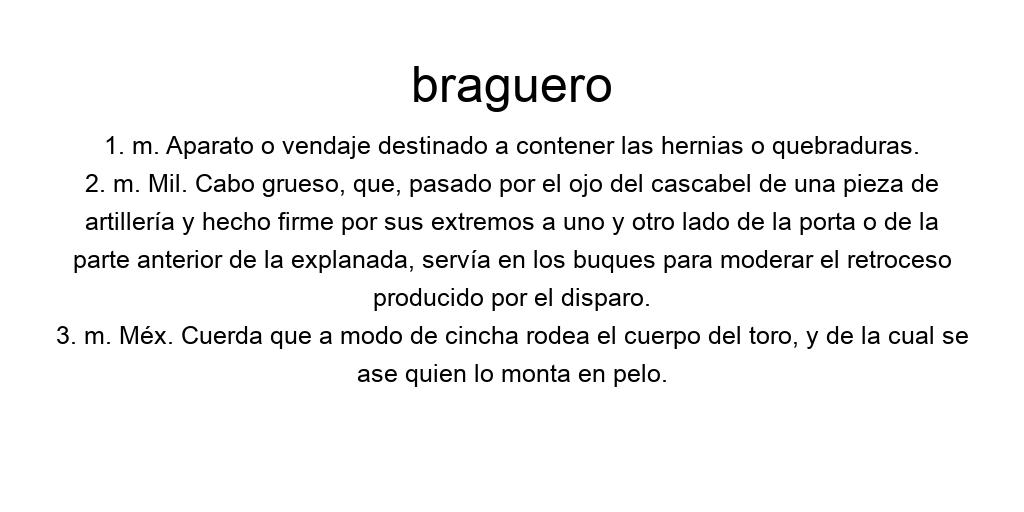 braguero
1. m. Aparato o vendaje destinado a contener las hernias o quebraduras.
2. m. Mil. Cabo grueso, que, pasado por el ojo del cascabel de una pieza de
artillería y hecho firme por sus extremos a uno y otro lado de la porta o de la
parte anterior de la explanada, servía en los buques para moderar el retroceso
producido por el disparo.
3. m. Méx. Cuerda que a modo de cincha rodea el cuerpo del toro, y de la cual se
ase quien lo monta en pelo.